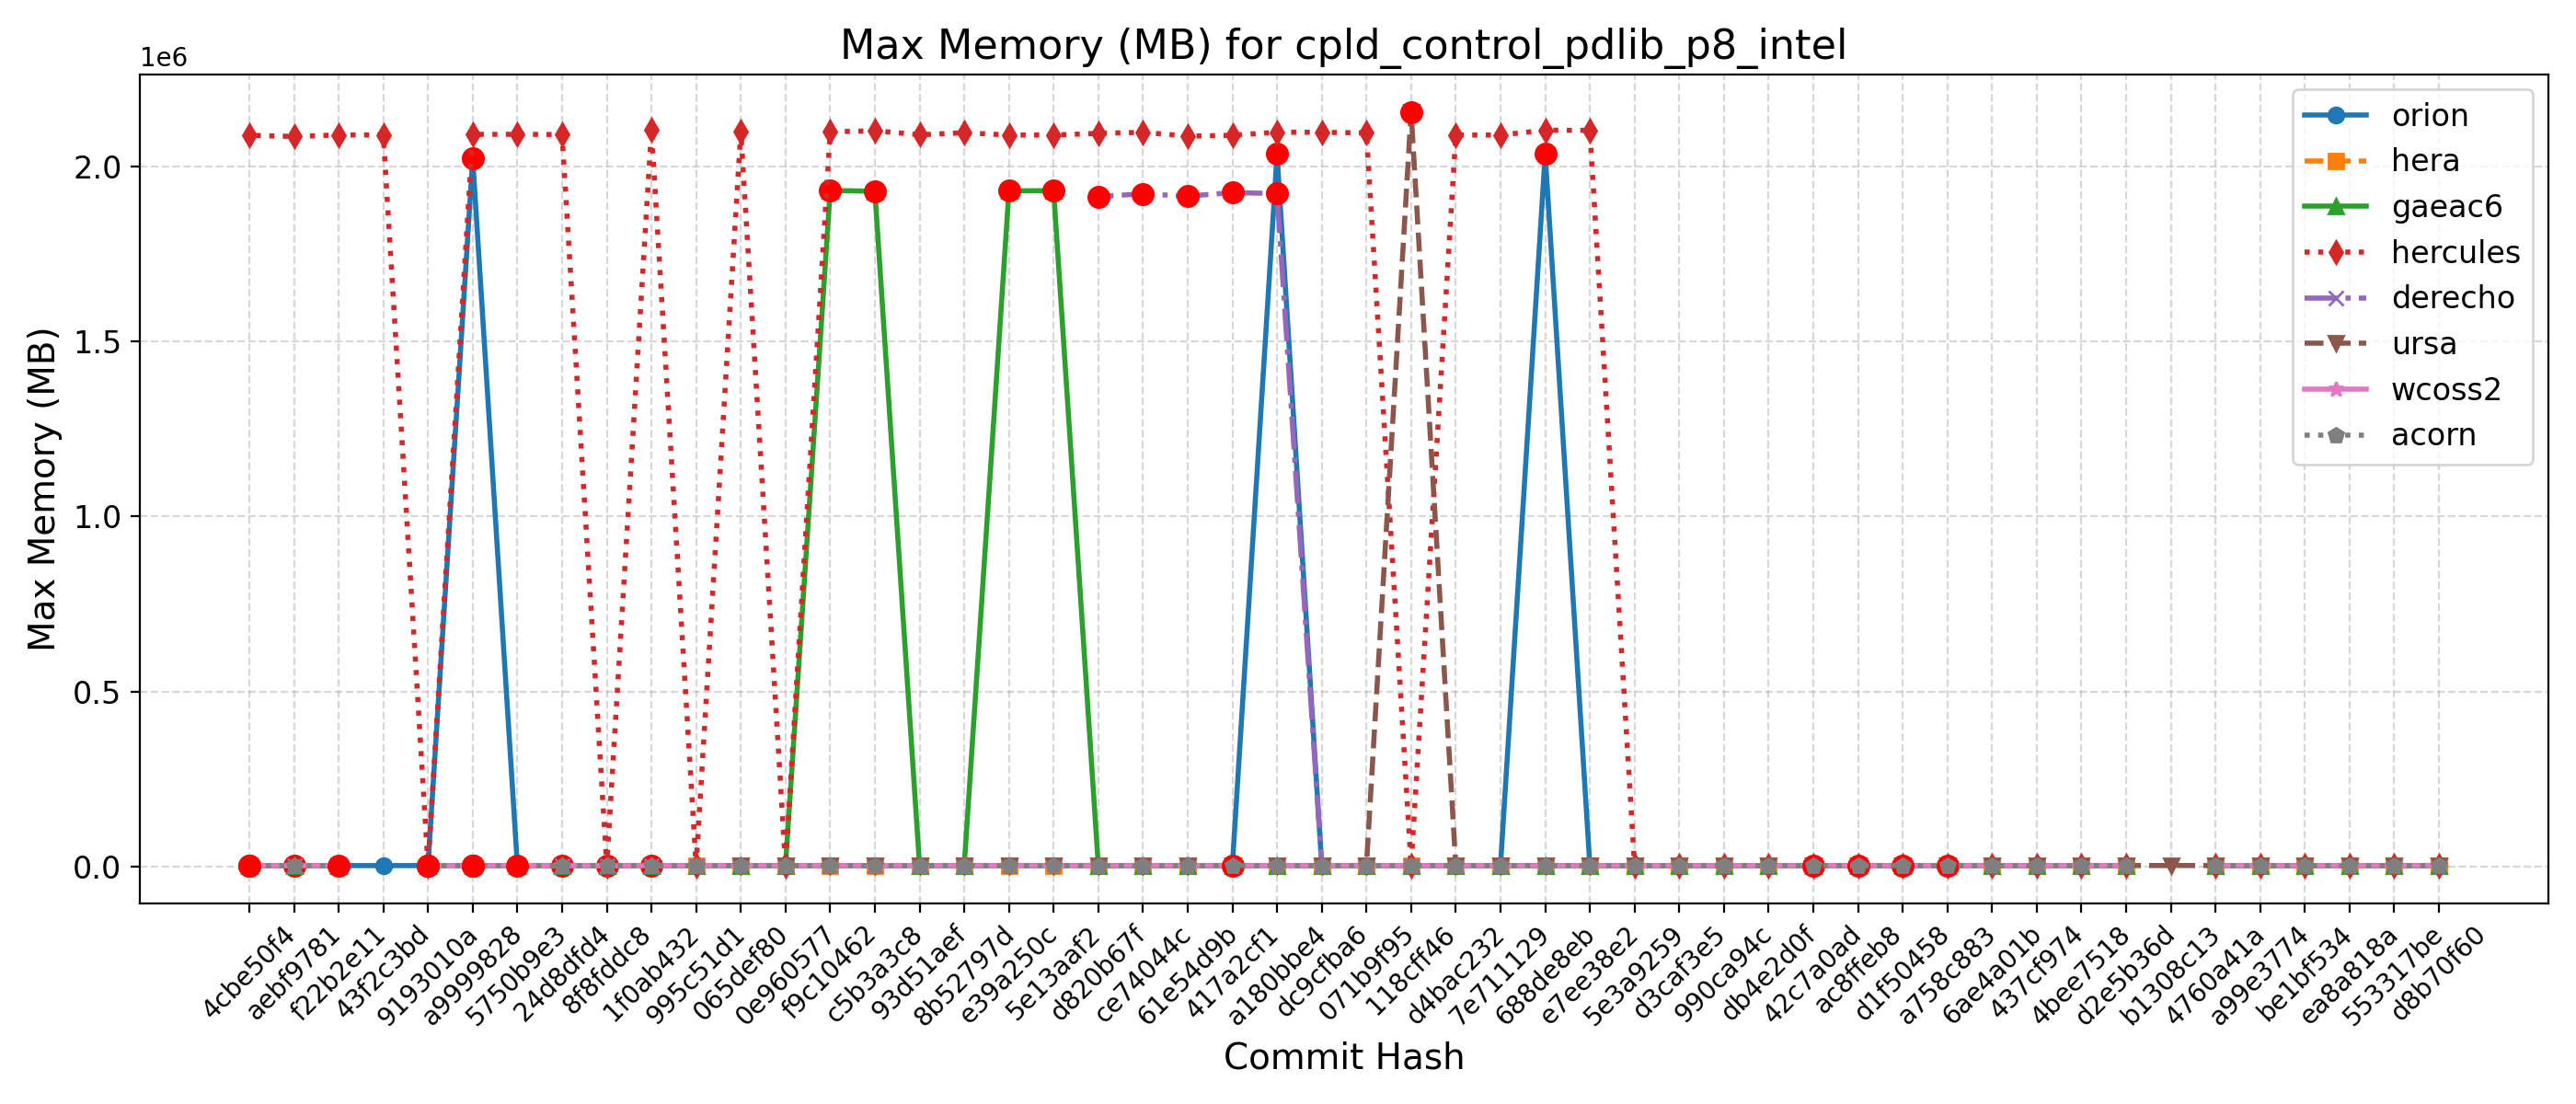 Max Memory (MB) for cpld_control_pdlib_p8_intel
1e6
Max Memory (MB)
2.0
1.5
1.0
0.5
0.0
orion
hera
gaeac6
hercules
derecho
ursa
wcoss2
acorn
4cbe50f4
aebf9781
f22b2e11
43f2c3bd
9193010a
a9999828
5750b9e3
24d8dfd4
8f8fddc8
1f0ab432
995c51d1
065def80
0e960577
f9c10462
c5b3a3c8
93d51aef
8b52797d
e39a250c
5e13aaf2
d820b67f
ce74044c
61e54d9b
417a2cf1
a180bbe4
dc9cfba6
071b9f95
118cff46
d4bac232
7e711129
688de8eb
e7ee38e2
5e3a9259
d3caf3e5
990ca94c
db4e2d0f
42c7a0ad
ac8ffeb8
d1f50458
a758c883
6ae4a01b
437cf974
4bee7518
d2e5b36d
b1308c13
4760a41a
a99e3774
be1bf534
ea8a818a
553317be
d8b70f60
Commit Hash